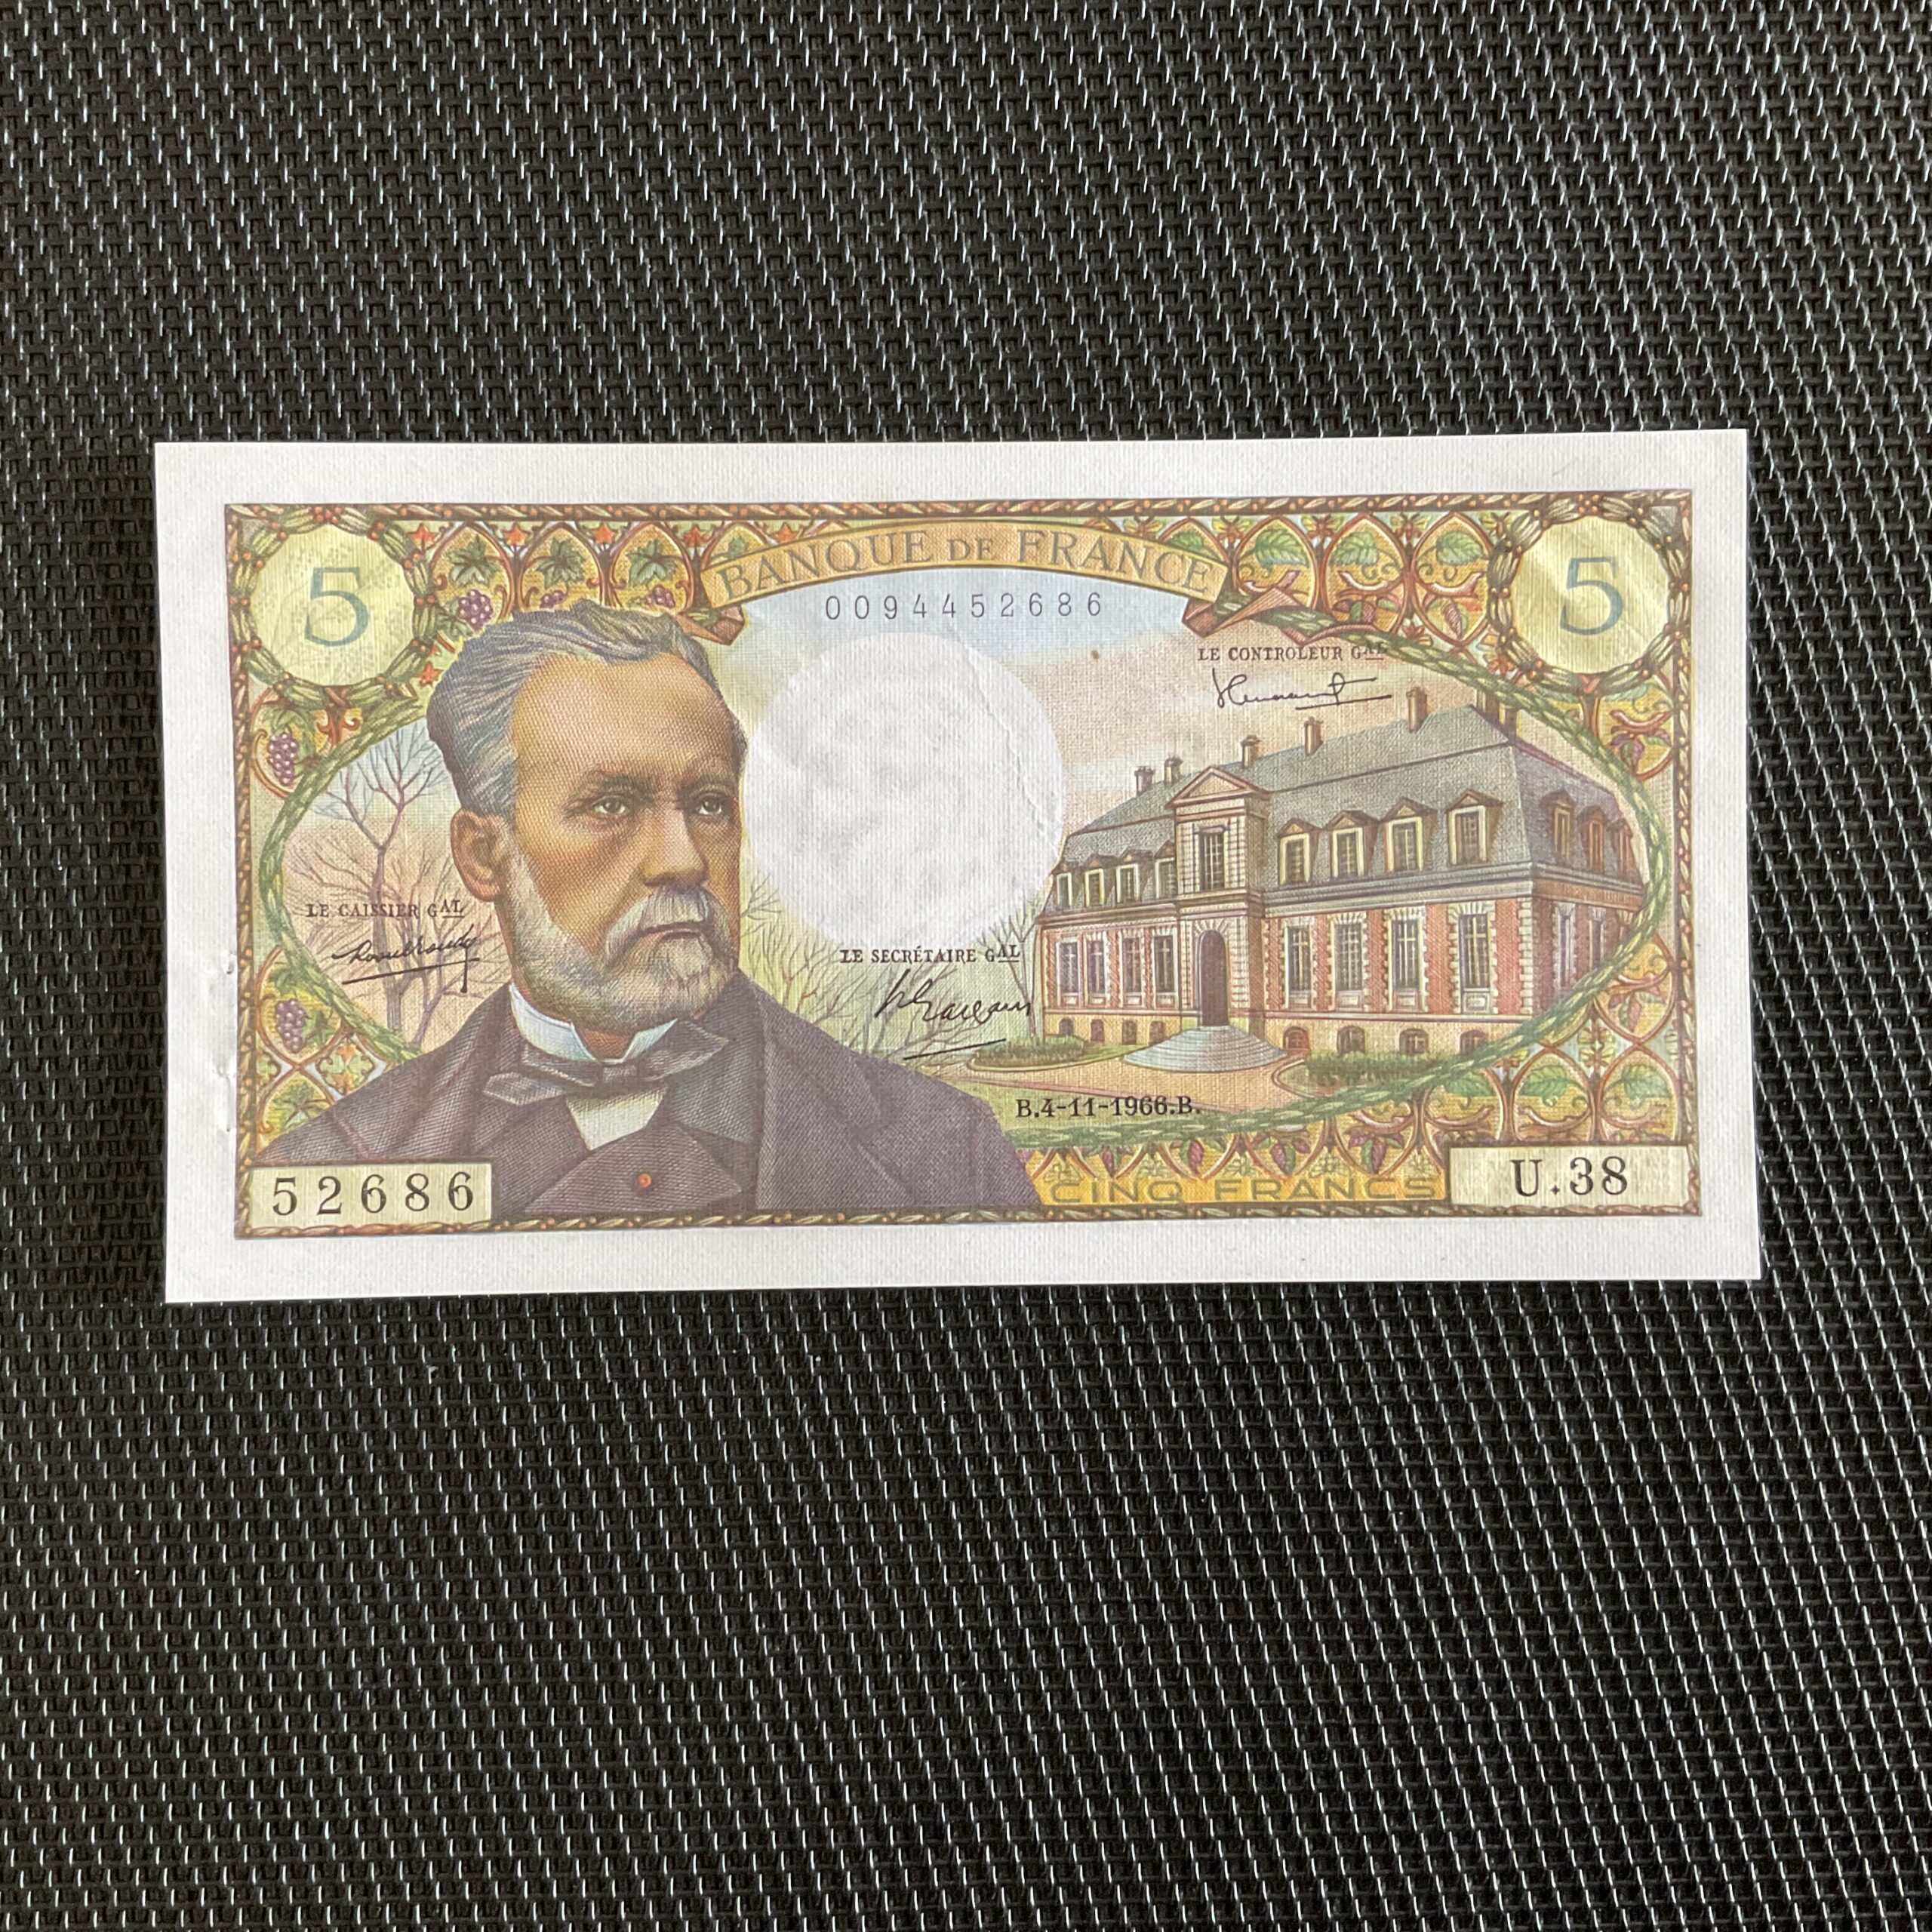 BANQUE DE FRANCE
5
5
0094452686
LE CONTROLEUR GAL
LE CAISSIER GAL
LE SECRÉTAIRE GAL
B.4-11-1966.B.
52686
CINQ FRANCS
U.38